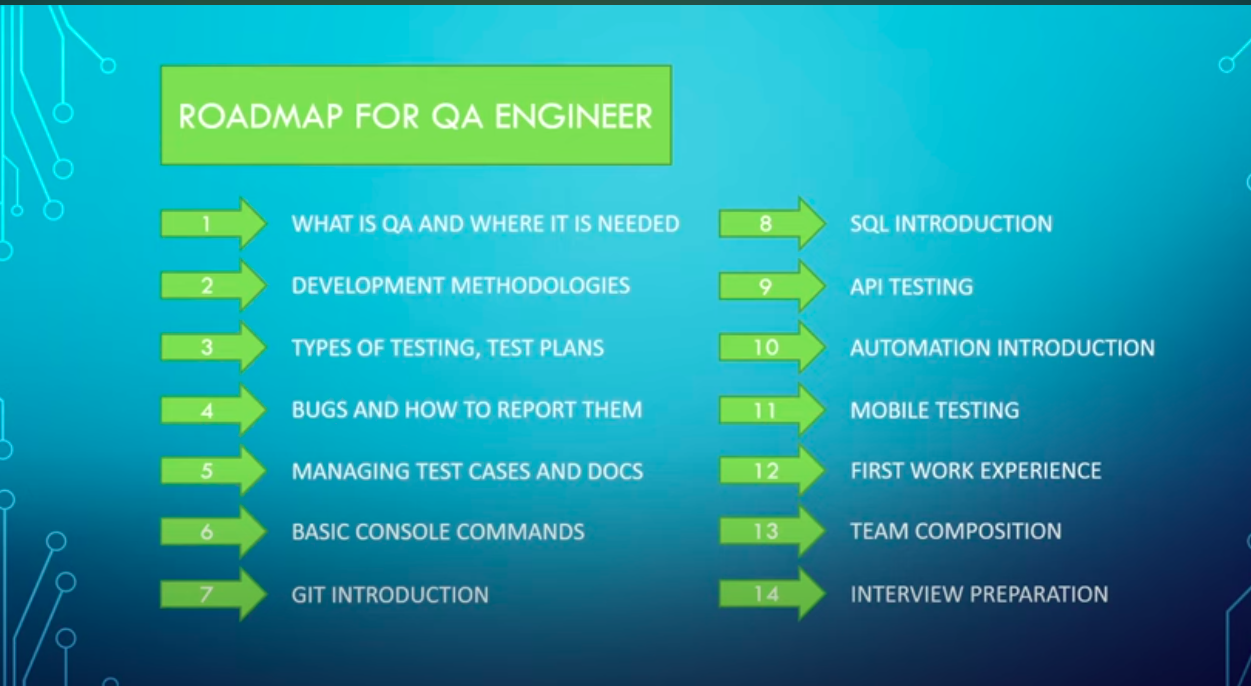 ROADMAP FOR QA ENGINEER
1 WHAT IS QA AND WHERE IT IS NEEDED
2 DEVELOPMENT METHODOLOGIES
3 TYPES OF TESTING, TEST PLANS
4 BUGS AND HOW TO REPORT THEM
5 MANAGING TEST CASES AND DOCS
6 BASIC CONSOLE COMMANDS
7 GIT INTRODUCTION
8 SQL INTRODUCTION
9 API TESTING
10 AUTOMATION INTRODUCTION
11 MOBILE TESTING
12 FIRST WORK EXPERIENCE
13 TEAM COMPOSITION
14 INTERVIEW PREPARATION